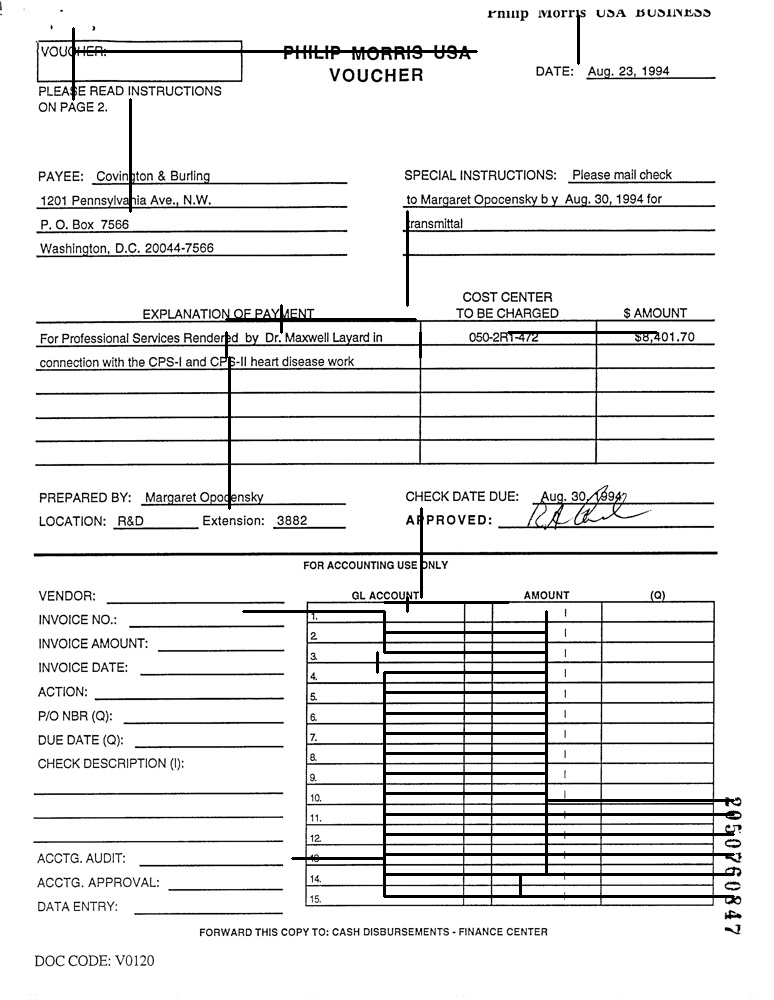 Philip Morris USA BUSINESS
VOUCHER:
PHILIP MORRIS USA
VOUCHER
DATE: Aug. 23, 1994
PLEASE READ INSTRUCTIONS
ON PAGE 2.
PAYEE: Covington & Burling
1201 Pennsylvania Ave., N.W.
P. O. Box 7566
Washington, D.C. 20044-7566
SPECIAL INSTRUCTIONS: Please mail check
to Margaret Opocensky b y Aug. 30, 1994 for
transmittal
EXPLANATION OF PAYMENT
COST CENTER
TO BE CHARGED
$ AMOUNT
For Professional Services Rendered by Dr. Maxwell Layard in 050-2R1-472 $8,401.70
connection with the CPS-I and CPS-II heart disease work
PREPARED BY: Margaret Opocensky
LOCATION: R&D Extension: 3882
CHECK DATE DUE: Aug. 30, 1994
APPROVED:
FOR ACCOUNTING USE ONLY
VENDOR:
INVOICE NO.:
INVOICE AMOUNT:
INVOICE DATE:
ACTION:
P/O NBR (Q):
DUE DATE (Q):
CHECK DESCRIPTION (I):
ACCTG. AUDIT:
ACCTG. APPROVAL:
DATA ENTRY:
GL ACCOUNT AMOUNT (Q)
1.
2.
3.
4.
5.
6.
7.
8.
9.
10.
11.
12.
13
14.
15.
2050760847
FORWARD THIS COPY TO: CASH DISBURSEMENTS - FINANCE CENTER
DOC CODE: V0120